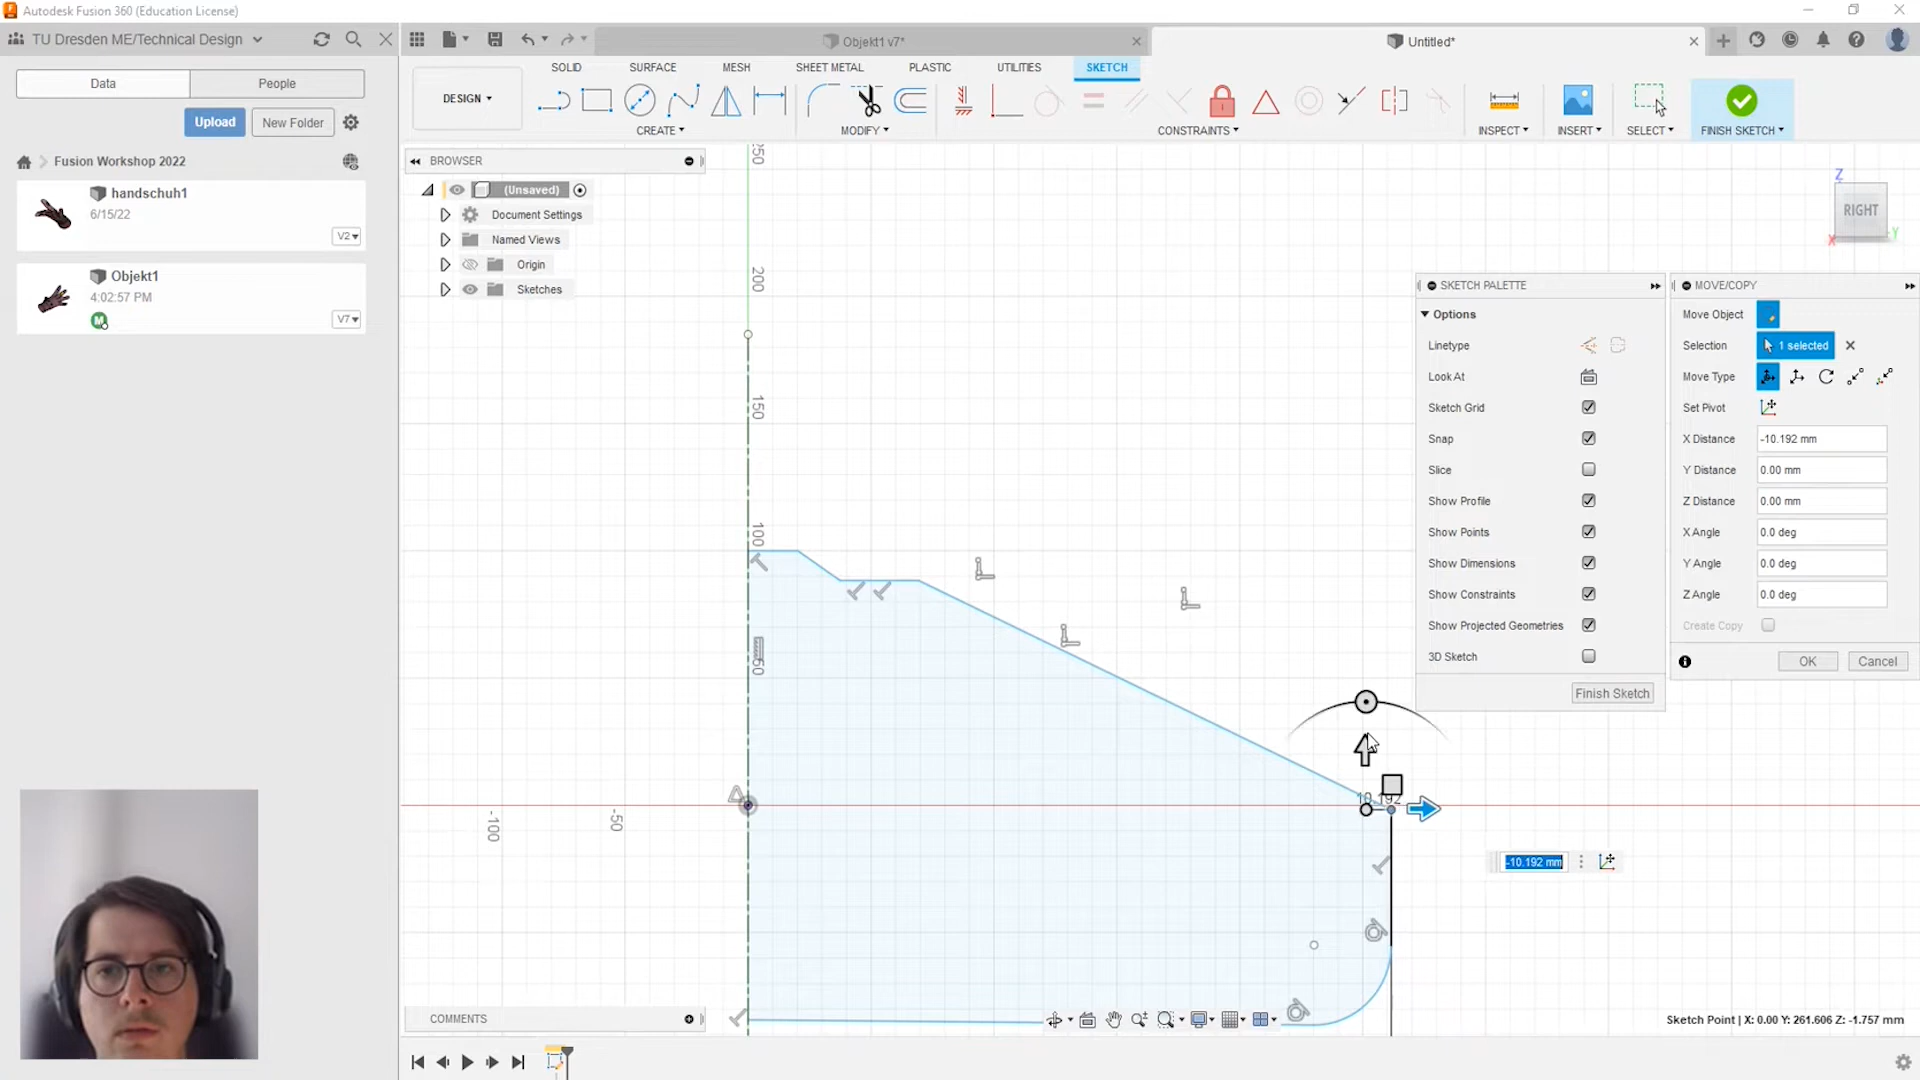 Autodesk Fusion 360 (Education License)
TU Dresden ME/Technical Design
Objekt1 v7*
Untitled*
Data
People
Upload
New Folder
Fusion Workshop 2022
handschuh1
6/15/22
V2
Objekt1
4:02:57 PM
M
V7
DESIGN
SOLID
SURFACE
MESH
SHEET METAL
PLASTIC
UTILITIES
SKETCH
CREATE
MODIFY
CONSTRAINTS
INSPECT
INSERT
SELECT
FINISH SKETCH
BROWSER
(Unsaved)
Document Settings
Named Views
Origin
Sketches
250
200
150
100
50
-50
-100
Z
RIGHT
X
Y
SKETCH PALETTE
Options
Linetype
Look At
Sketch Grid
Snap
Slice
Show Profile
Show Points
Show Dimensions
Show Constraints
Show Projected Geometries
3D Sketch
Finish Sketch
MOVE/COPY
Move Object
Selection
1 selected
Move Type
Set Pivot
X Distance
-10.192 mm
Y Distance
0.00 mm
Z Distance
0.00 mm
X Angle
0.0 deg
Y Angle
0.0 deg
Z Angle
0.0 deg
Create Copy
OK
Cancel
10.192
-10.192 mm
COMMENTS
Sketch Point | X: 0.00 Y: 261.606 Z: -1.757 mm